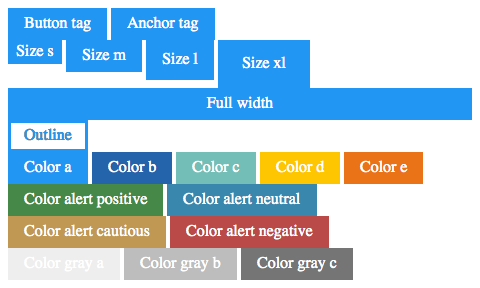 Button tag Anchor tag
Size s Size m Size l Size xl
Full width
Outline
Color a Color b Color c Color d Color e
Color alert positive Color alert neutral
Color alert cautious Color alert negative
Color gray a Color gray b Color gray c